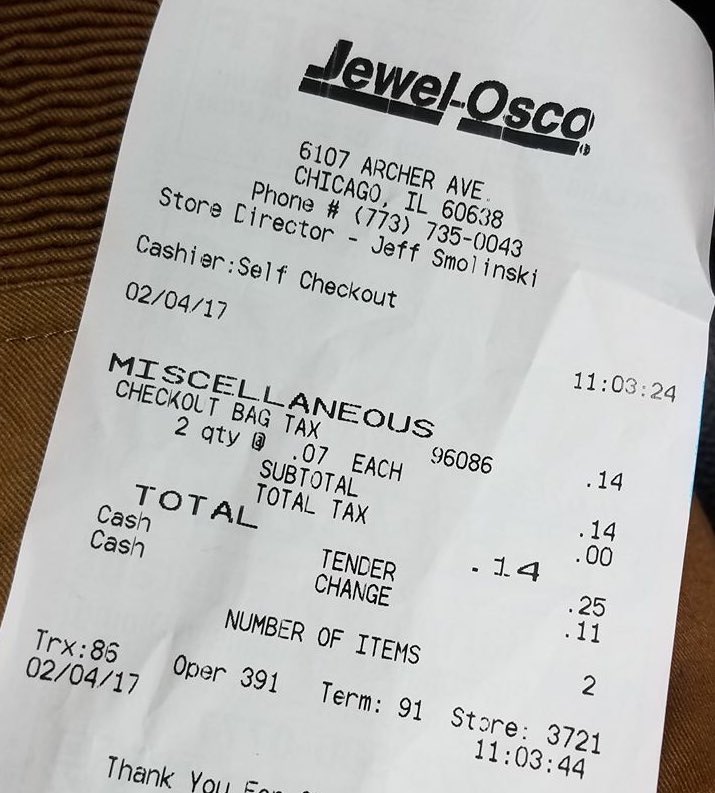 Jewel-Osco
6107 ARCHER AVE.
CHICAGO, IL 60638
Phone # (773) 735-0043
Store Director - Jeff Smolinski
Cashier:Self Checkout
02/04/17 11:03:24
MISCELLANEOUS
CHECKOUT BAG TAX 96086 .14
2 qty @ .07 EACH
SUBTOTAL .14
TOTAL TAX .00
TOTAL .14
Cash TENDER .25
Cash CHANGE .11
NUMBER OF ITEMS 2
Trx:86 Oper 391 Term: 91 Store: 3721
02/04/17 11:03:44
Thank You For